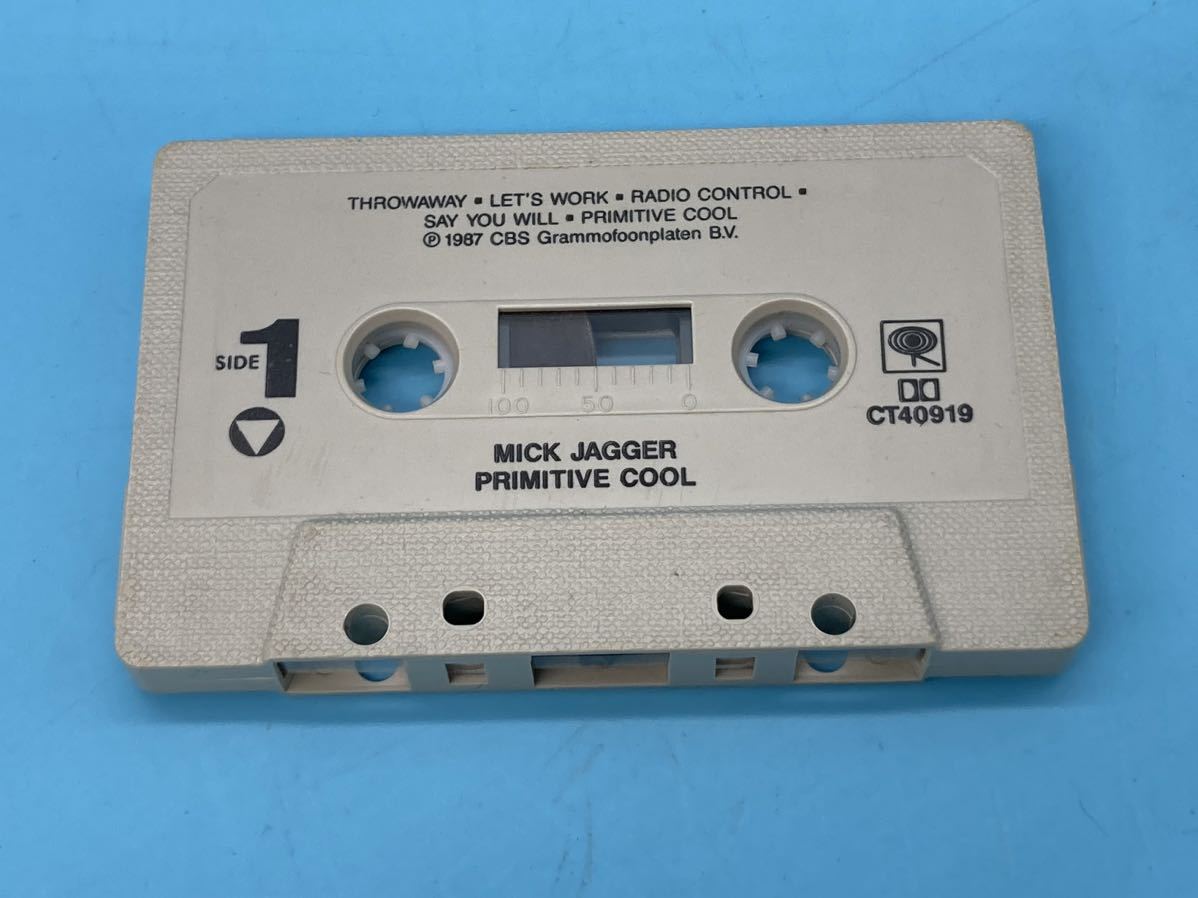 THROWAWAY ▪ LET'S WORK ▪ RADIO CONTROL ▪
SAY YOU WILL ▪ PRIMITIVE COOL
℗ 1987 CBS Grammofoonplaten B.V.
SIDE 1
100 50 0
CT40919
MICK JAGGER
PRIMITIVE COOL